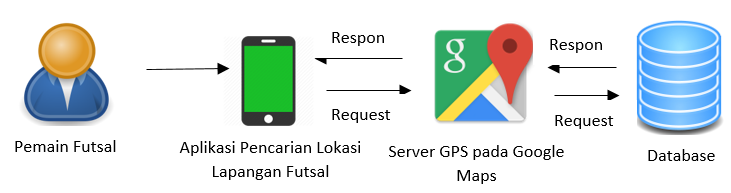 Respon
Respon
g
Request
Request
Pemain Futsal
Aplikasi Pencarian Lokasi
Lapangan Futsal
Server GPS pada Google
Maps
Database